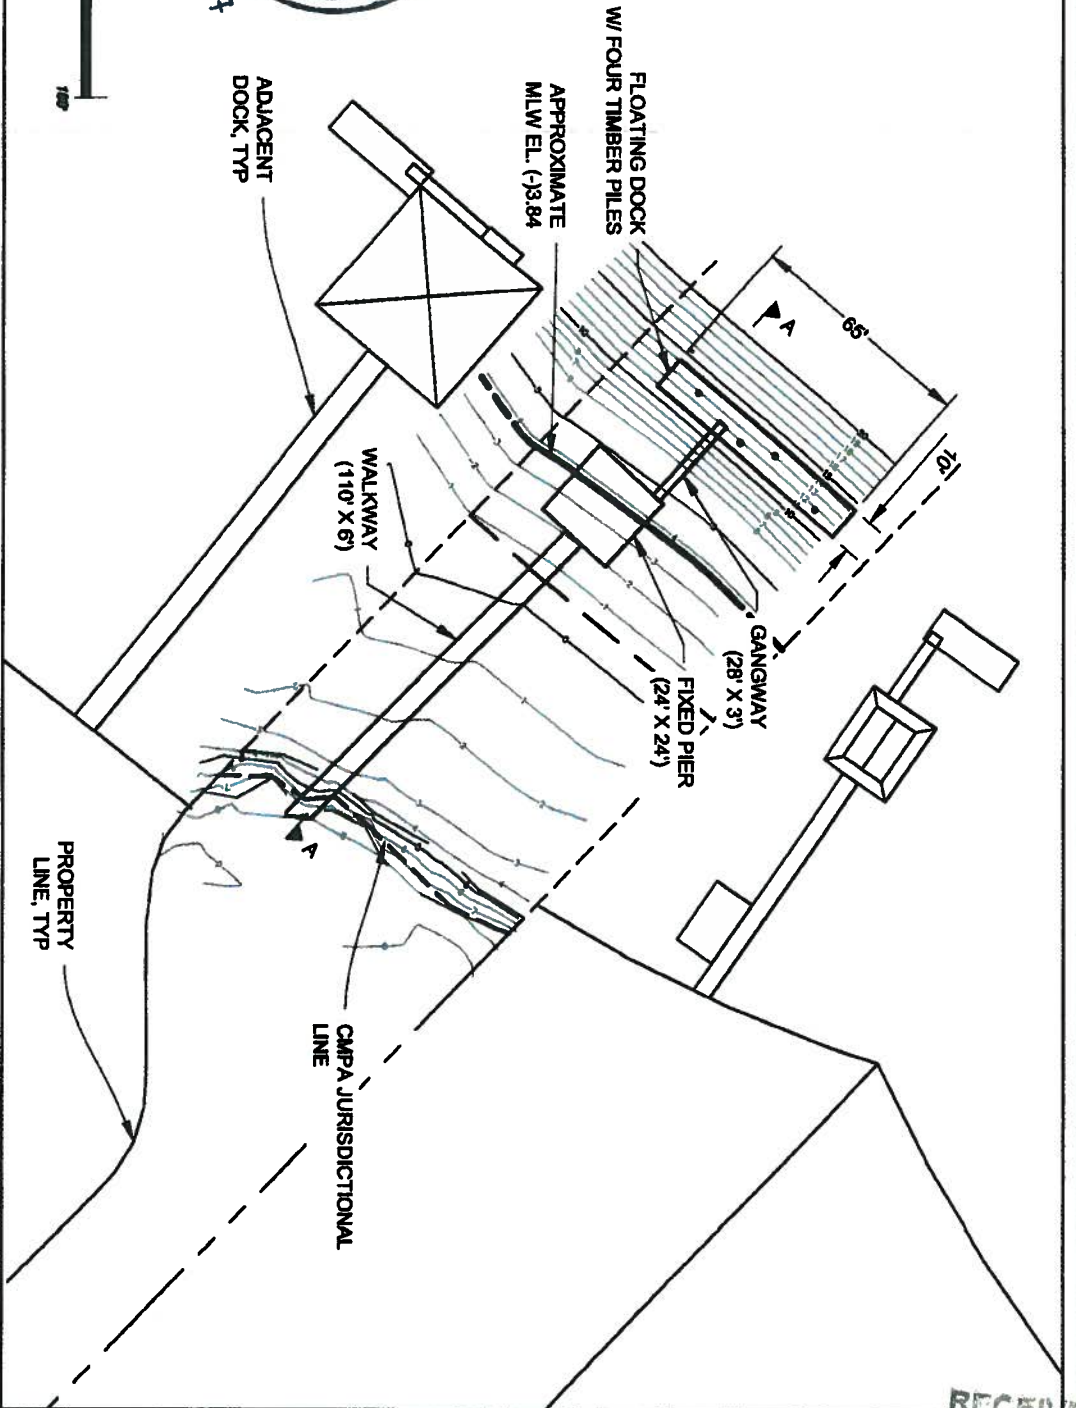 FLOATING DOCK
W/ FOUR TIMBER PILES
APPROXIMATE
MLW EL. (-)3.84
ADJACENT
DOCK, TYP
100'
65'
10'
A
GANGWAY
(28' X 3')
FIXED PIER
(24' X 24')
WALKWAY
(110' X 6')
A
CMPA JURISDICTIONAL
LINE
PROPERTY
LINE, TYP